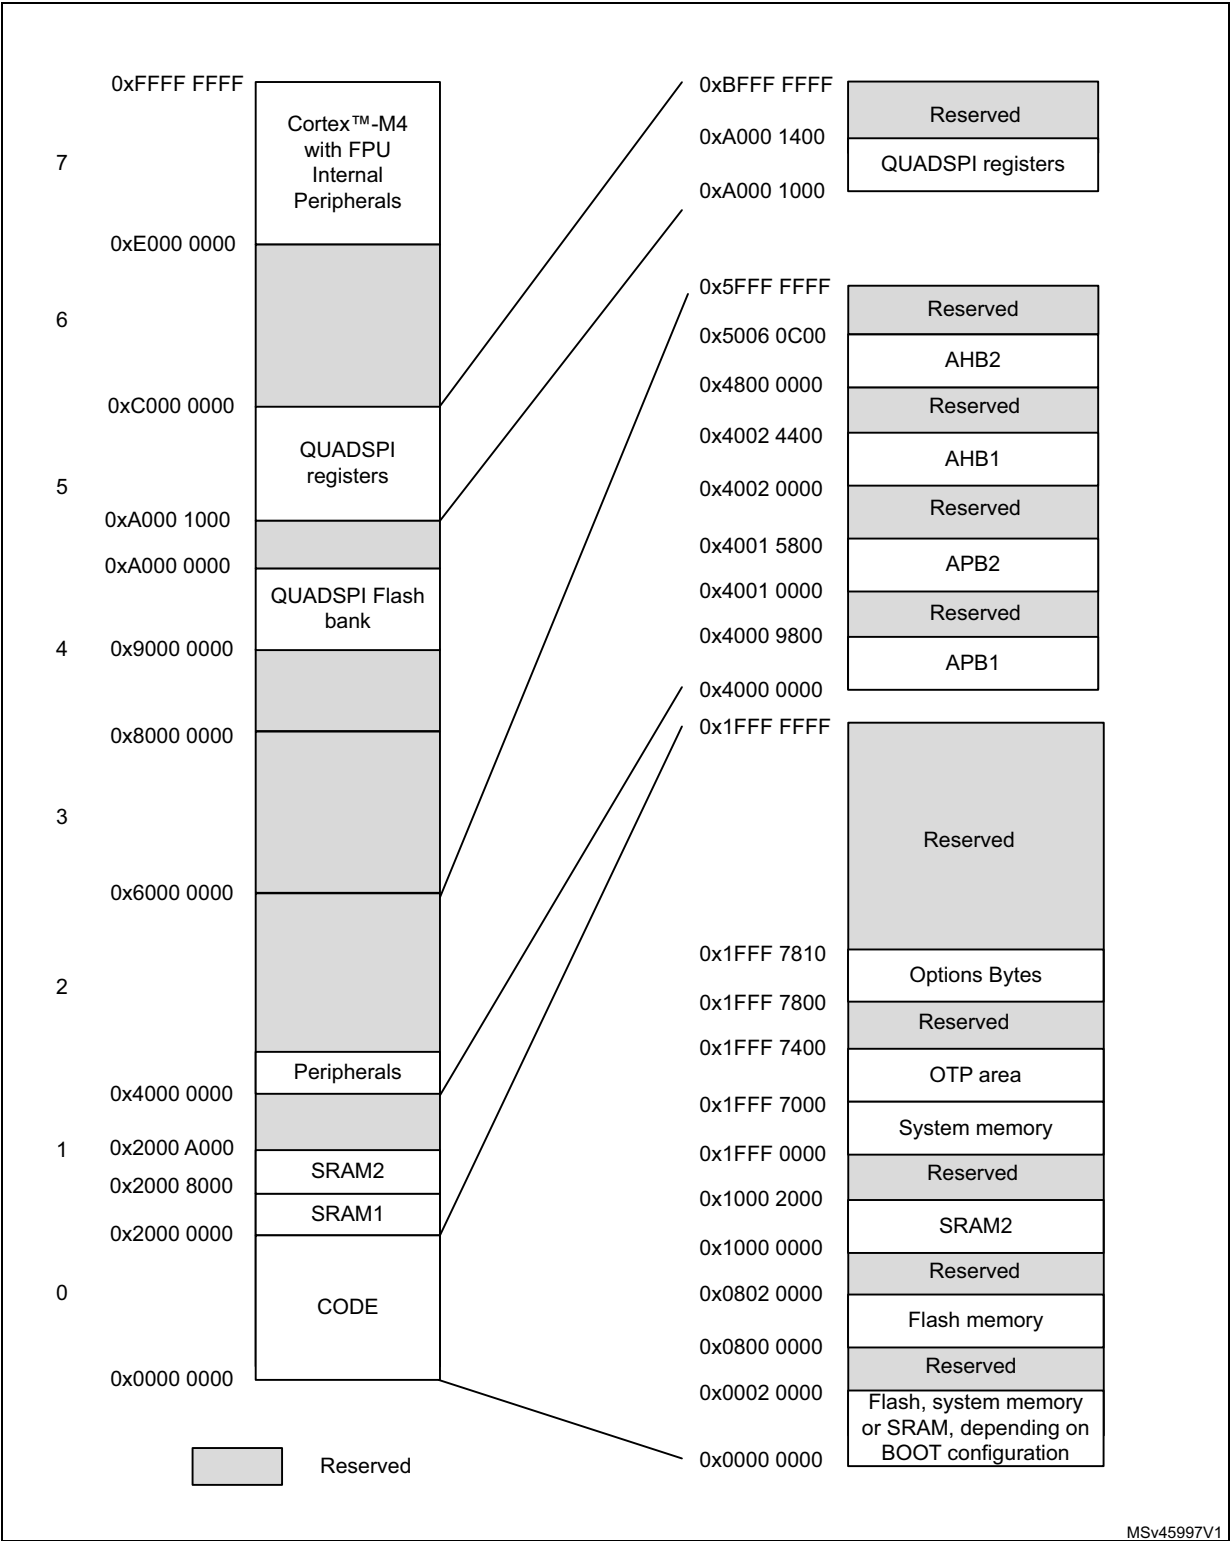 0xFFFF FFFF
Cortex™-M4
with FPU
Internal
Peripherals
7
0xE000 0000
6
0xC000 0000
QUADSPI
registers
5
0xA000 1000
0xA000 0000
QUADSPI Flash
bank
4
0x9000 0000
0x8000 0000
3
0x6000 0000
2
Peripherals
0x4000 0000
1
0x2000 A000
SRAM2
0x2000 8000
SRAM1
0x2000 0000
0
CODE
0x0000 0000
Reserved
0xBFFF FFFF
Reserved
0xA000 1400
QUADSPI registers
0xA000 1000
0x5FFF FFFF
Reserved
0x5006 0C00
AHB2
0x4800 0000
Reserved
0x4002 4400
AHB1
0x4002 0000
Reserved
0x4001 5800
APB2
0x4001 0000
Reserved
0x4000 9800
APB1
0x4000 0000
0x1FFF FFFF
Reserved
0x1FFF 7810
Options Bytes
0x1FFF 7800
Reserved
0x1FFF 7400
OTP area
0x1FFF 7000
System memory
0x1FFF 0000
Reserved
0x1000 2000
SRAM2
0x1000 0000
Reserved
0x0802 0000
Flash memory
0x0800 0000
Reserved
0x0002 0000
Flash, system memory
or SRAM, depending on
BOOT configuration
0x0000 0000
MSv45997V1